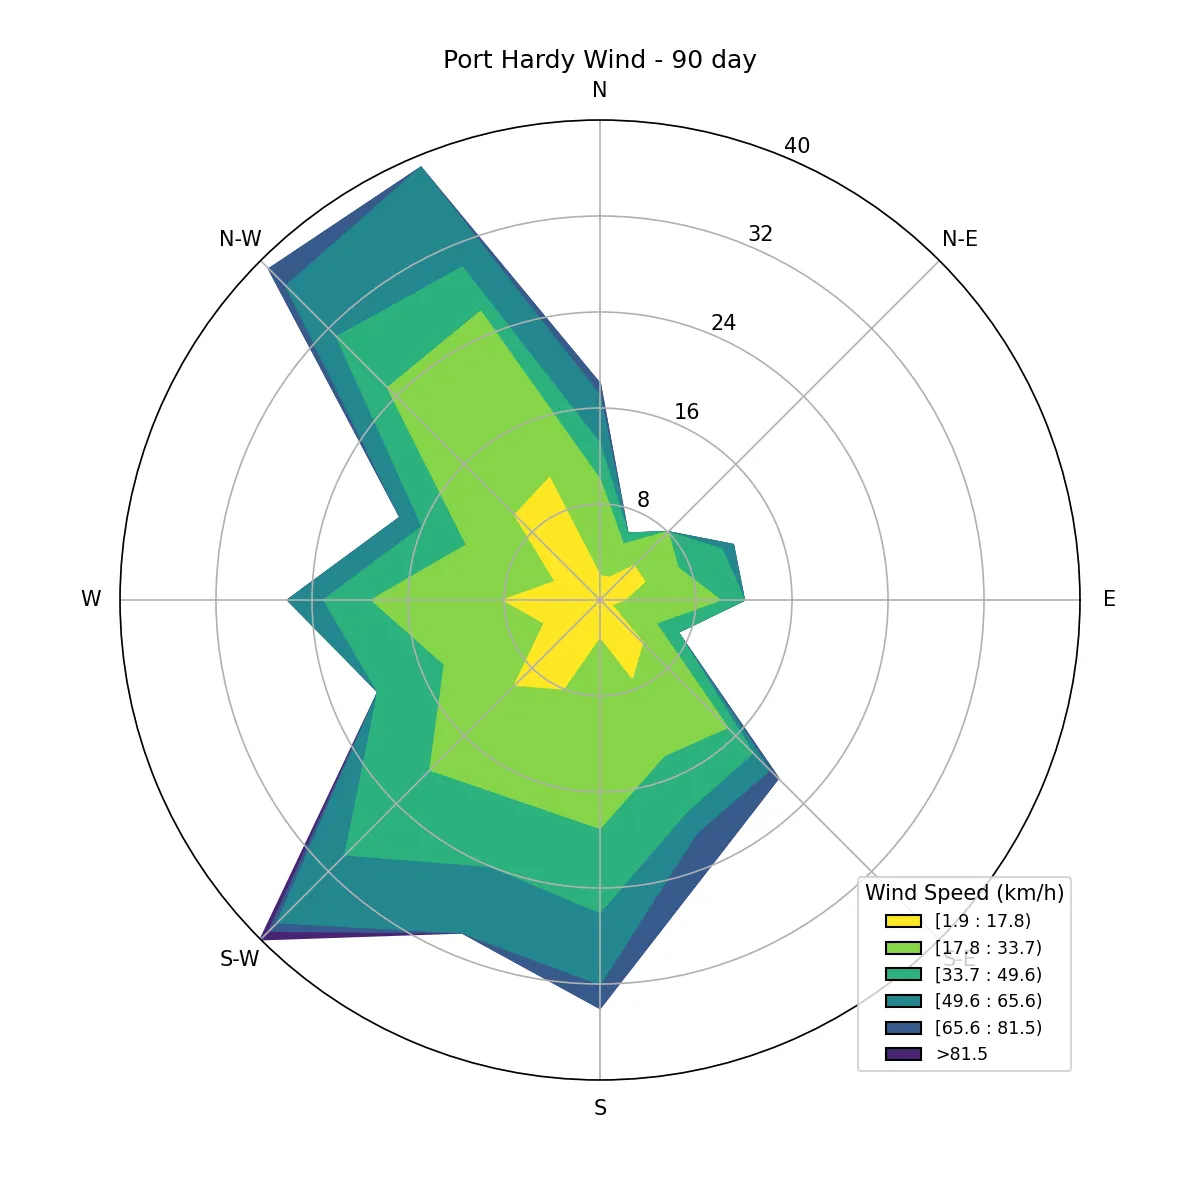 Port Hardy Wind - 90 day
N
40
N-W
32
N-E
24
16
8
W
E
S-W
S-E
S
Wind Speed (km/h)
[1.9 : 17.8)
[17.8 : 33.7)
[33.7 : 49.6)
[49.6 : 65.6)
[65.6 : 81.5)
>81.5